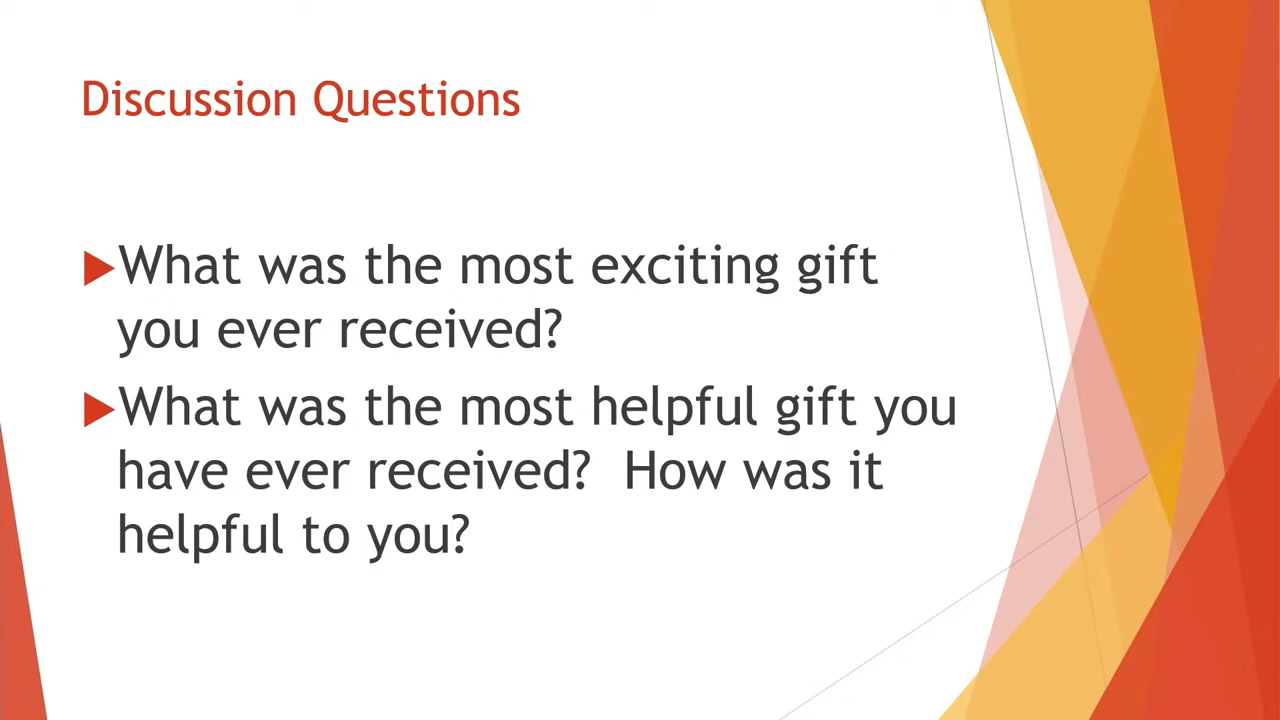 Discussion Questions
What was the most exciting gift
you ever received?
What was the most helpful gift you
have ever received?  How was it
helpful to you?